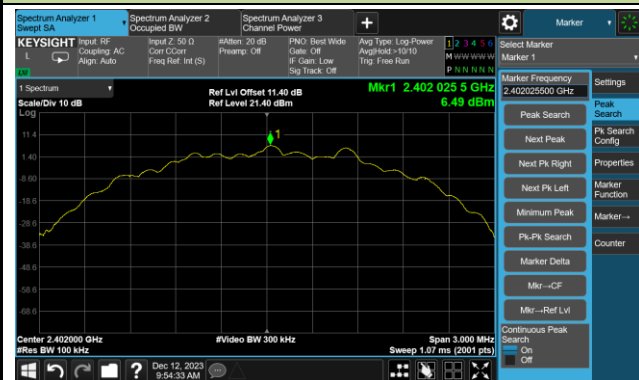 Spectrum Analyzer 1
Swept SA
Spectrum Analyzer 2
Occupied BW
Spectrum Analyzer 3
Channel Power
Marker
KEYSIGHT
L
Input: RF
Coupling: AC
Align: Auto
Input Z: 50 Ω
Corr CCorr
Freq Ref: Int (S)
#Atten: 20 dB
Preamp: Off
PNO: Best Wide
Gate: Off
IF Gain: Low
Sig Track: Off
Avg Type: Log-Power
Avg|Hold:>10/10
Trig: Free Run
1 2 3 4 5 6
M W W W W W
P N N N N N
Select Marker
Marker 1
1 Spectrum
Scale/Div 10 dB
Log
Ref Lvl Offset 11.40 dB
Ref Level 21.40 dBm
Mkr1 2.402 025 5 GHz
6.49 dBm
1
11.4
1.40
-8.60
-18.6
-28.6
-38.6
-48.6
-58.6
-68.6
Center 2.402000 GHz
#Res BW 100 kHz
#Video BW 300 kHz
Span 3.000 MHz
Sweep 1.07 ms (2001 pts)
Marker Frequency
2.402025500 GHz
Peak Search
Next Peak
Next Pk Right
Next Pk Left
Minimum Peak
Pk-Pk Search
Marker Delta
Mkr→CF
Mkr→Ref Lvl
Continuous Peak
Search
On
Off
Settings
Peak
Search
Pk Search
Config
Properties
Marker
Function
Marker→
Counter
Dec 12, 2023
9:54:33 AM